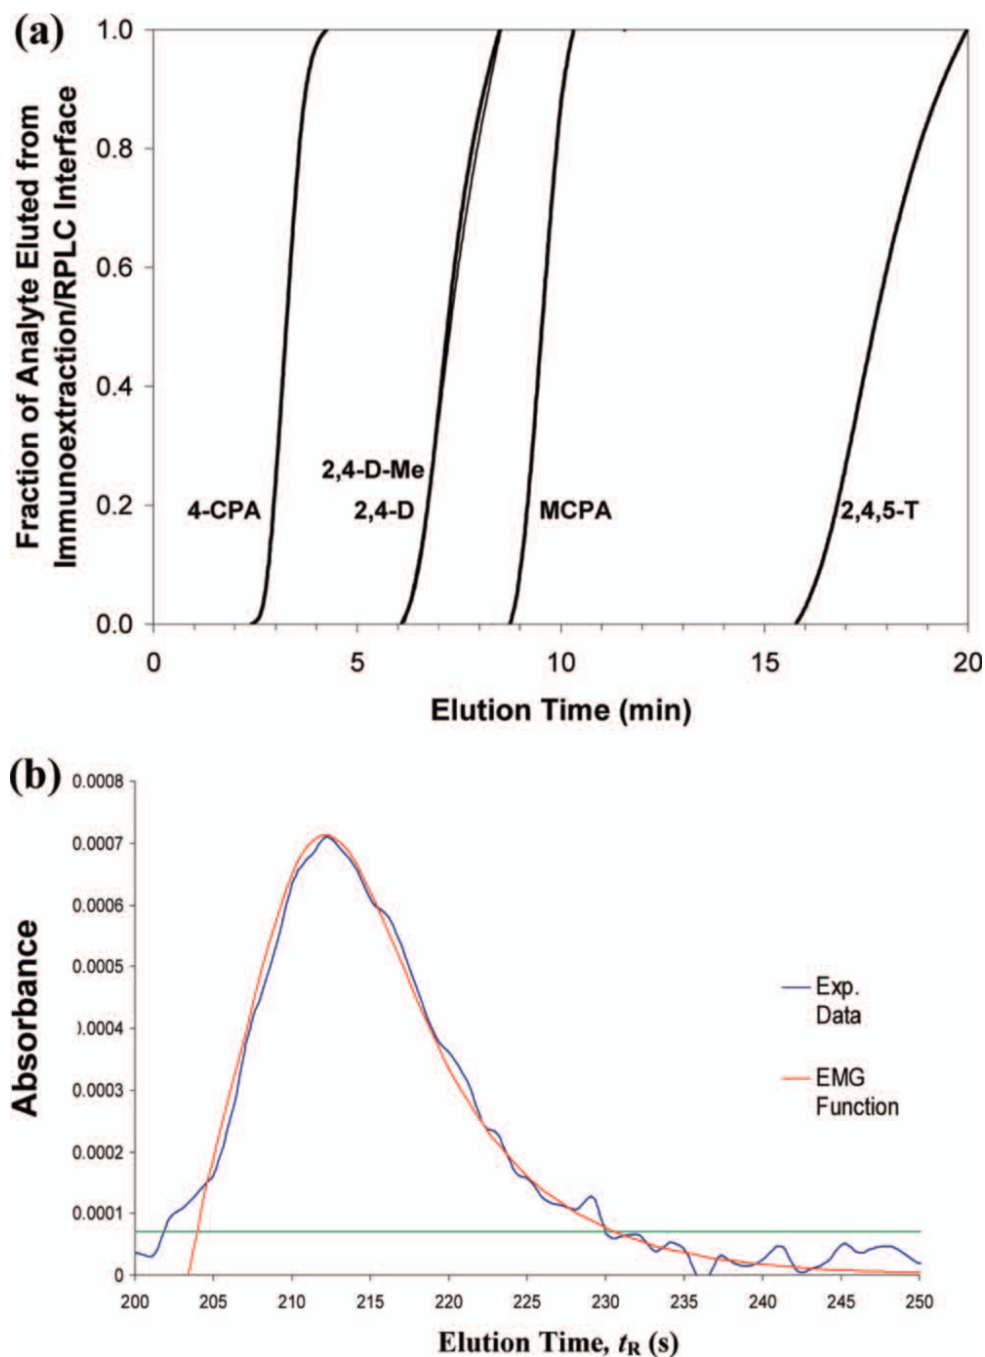 (a)
Fraction of Analyte Eluted from
Immunoextraction/RPLC Interface
1.0
0.8
0.6
0.4
0.2
0.0
2,4-D-Me
4-CPA
2,4-D
MCPA
2,4,5-T
0
5
10
15
20
Elution Time (min)
(b)
Absorbance
0.0008
0.0007
0.0006
0.0005
0.0004
0.0003
0.0002
0.0001
0
Exp.
Data
EMG
Function
200
205
210
215
220
225
230
235
240
245
250
Elution Time, tR (s)